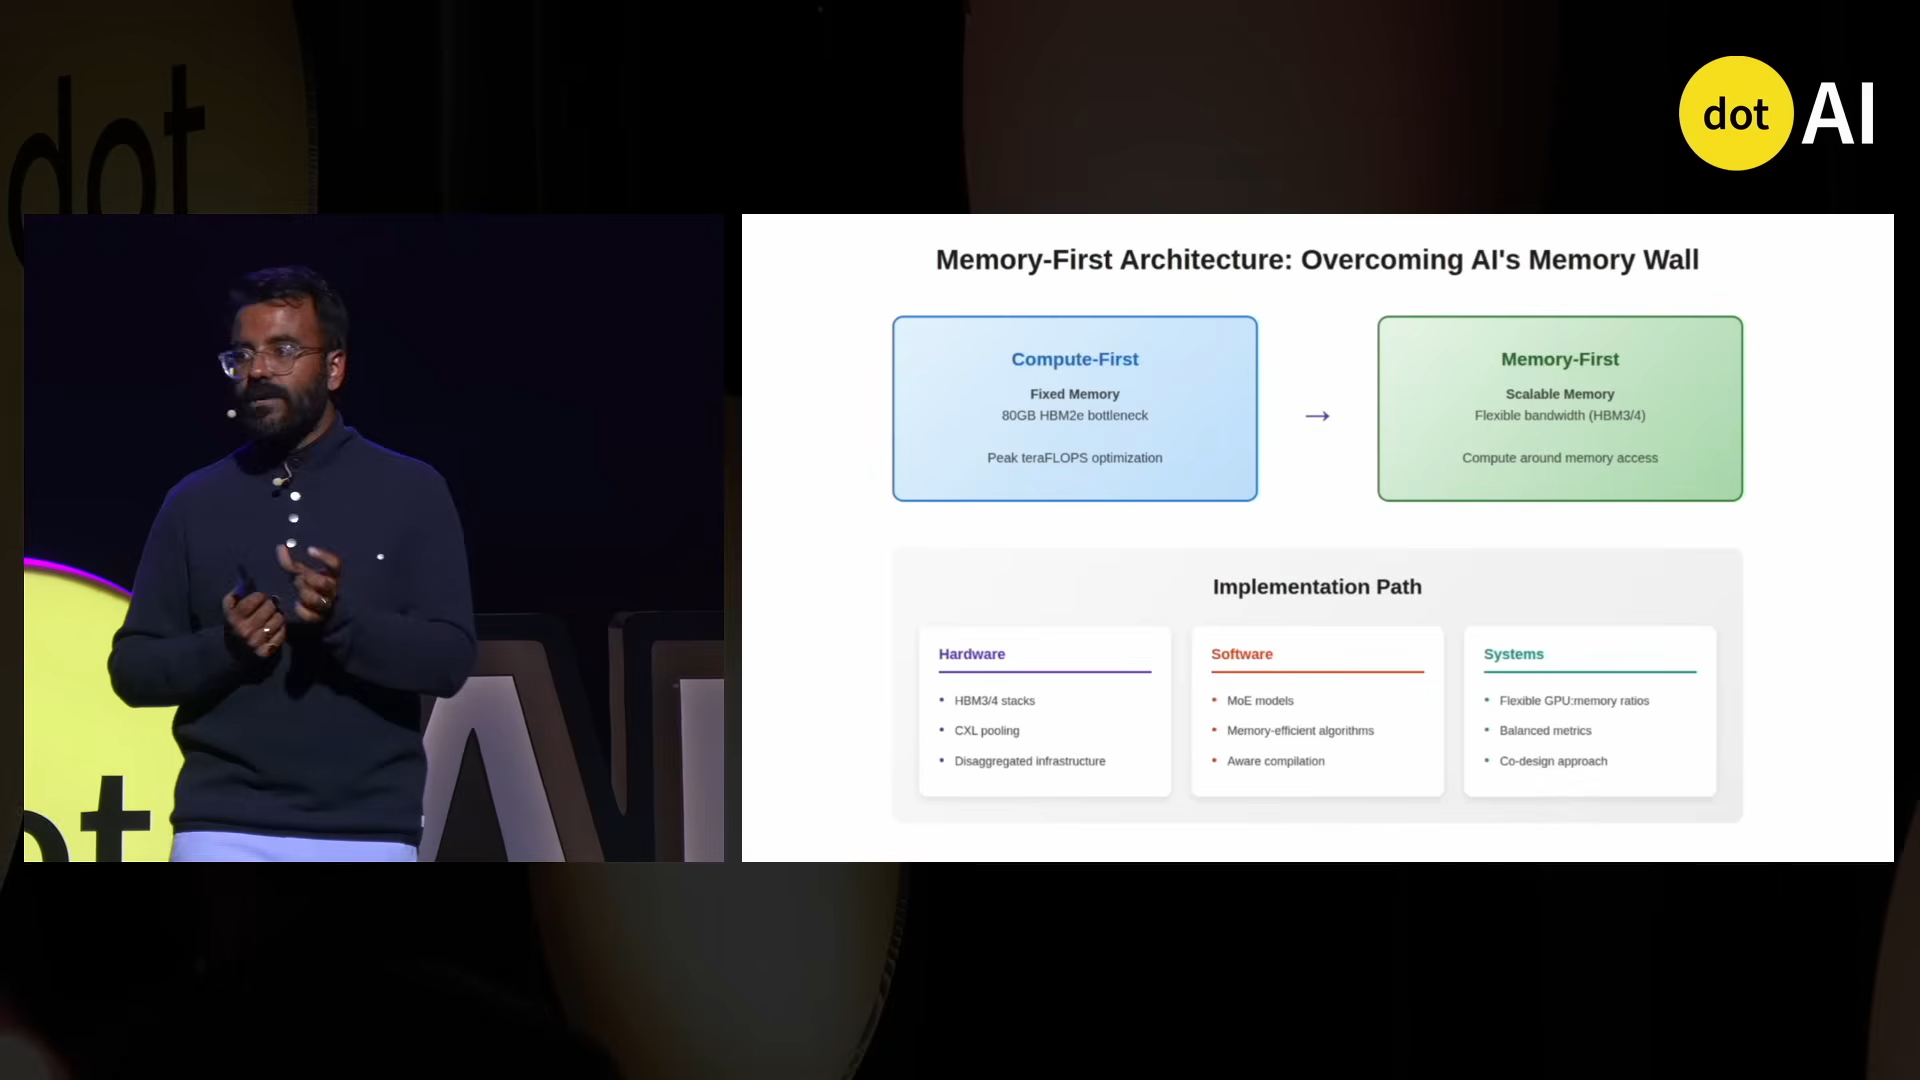 dot
dot AI
Memory-First Architecture: Overcoming AI's Memory Wall
Compute-First
Fixed Memory
80GB HBM2e bottleneck
Peak teraFLOPS optimization
→
Memory-First
Scalable Memory
Flexible bandwidth (HBM3/4)
Compute around memory access
Implementation Path
Hardware
• HBM3/4 stacks
• CXL pooling
• Disaggregated infrastructure
Software
• MoE models
• Memory-efficient algorithms
• Aware compilation
Systems
• Flexible GPU:memory ratios
• Balanced metrics
• Co-design approach
ot AI